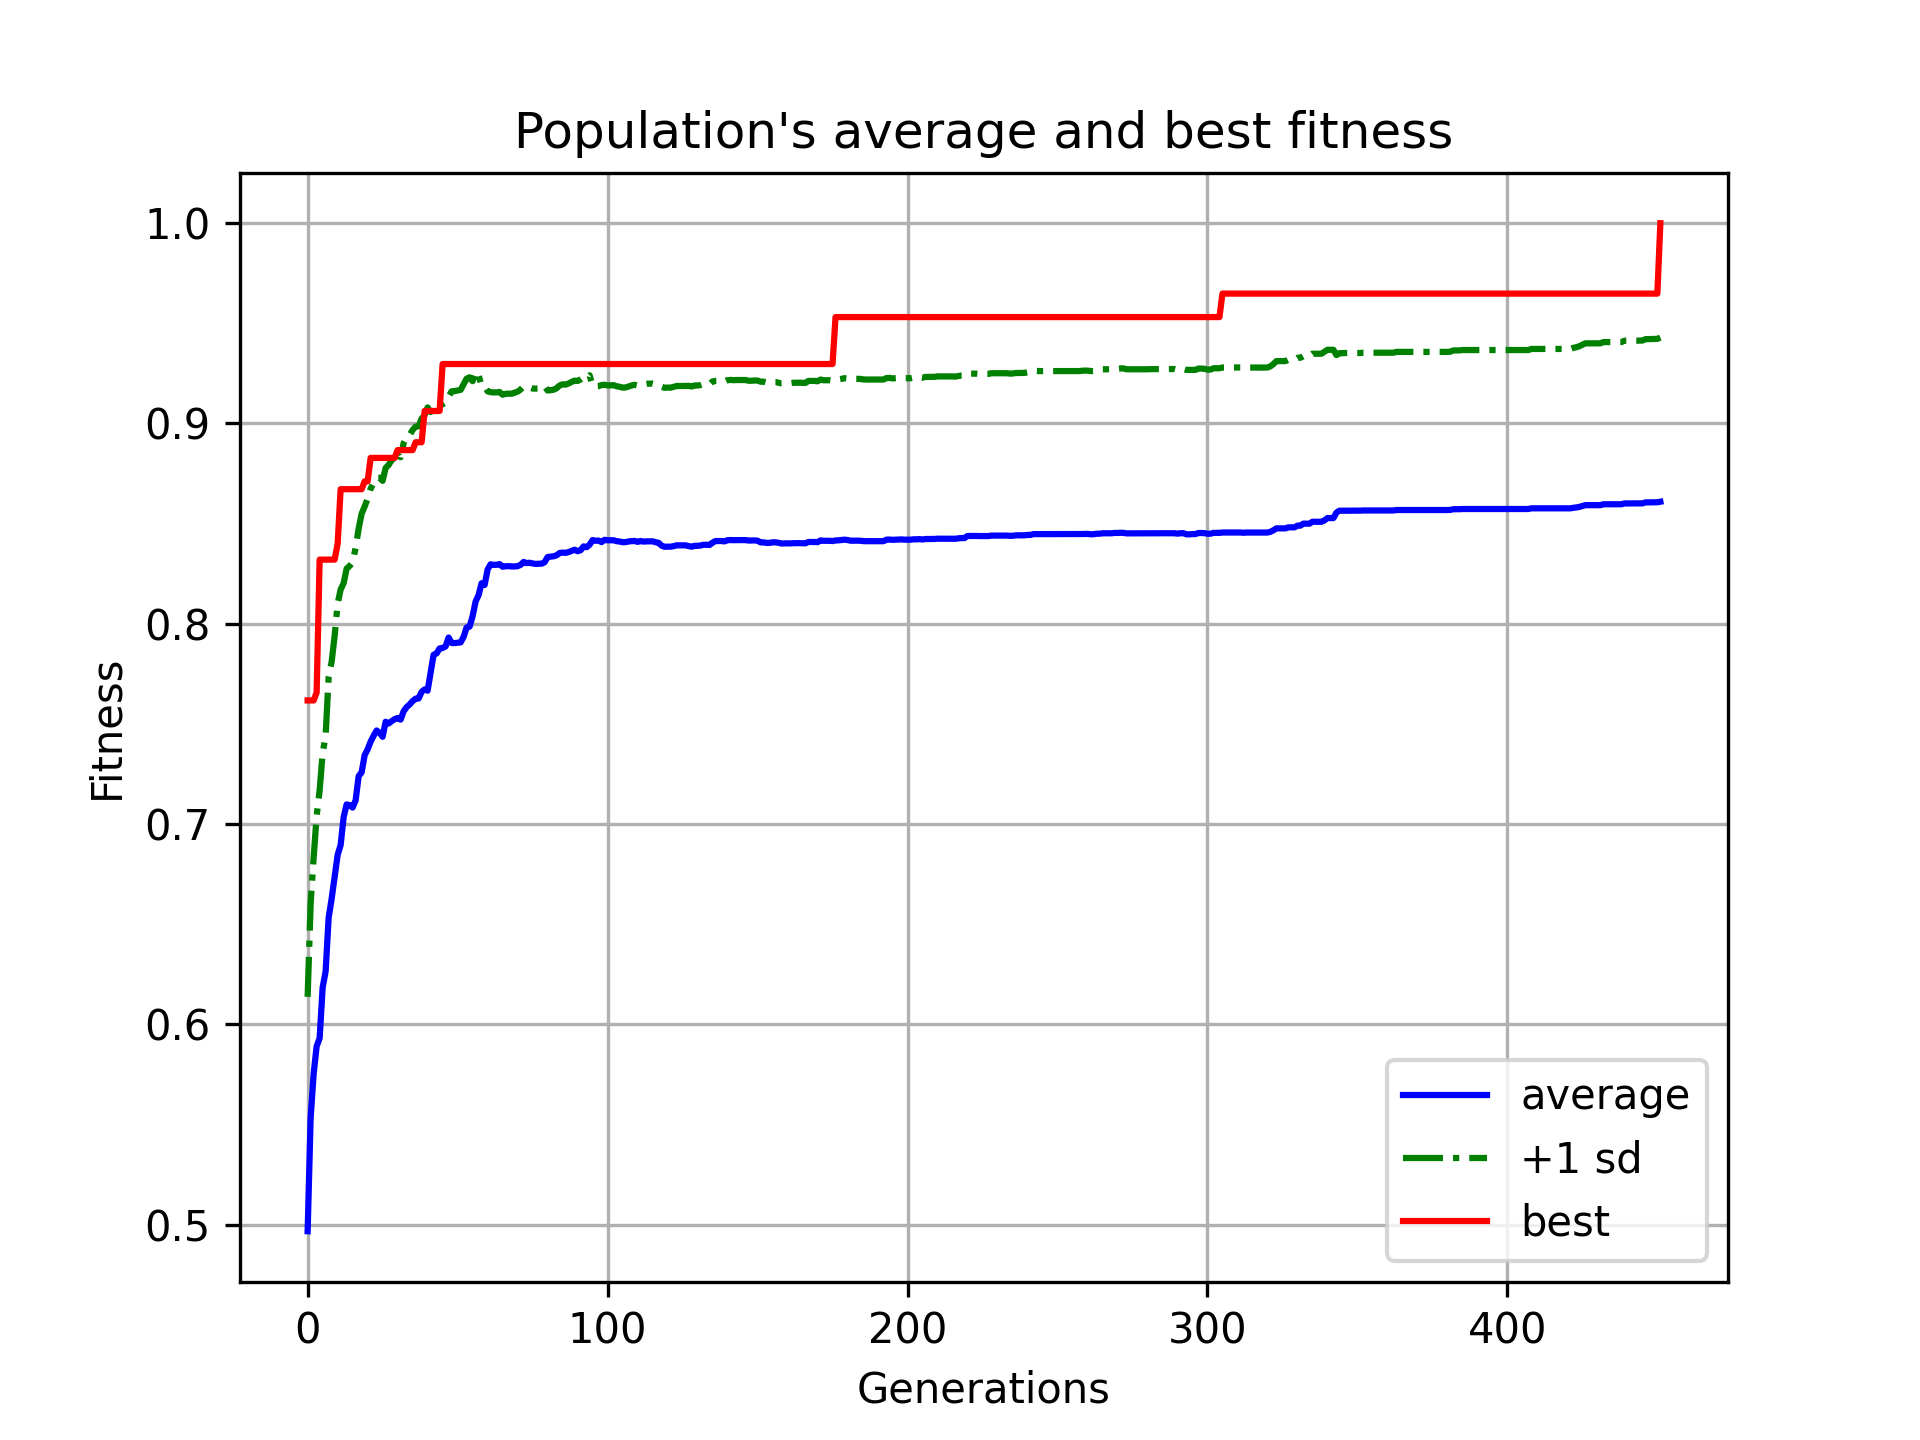 Population's average and best fitness
1.0
0.9
0.8
0.7
0.6
0.5
Fitness
0 100 200 300 400
Generations
average
+1 sd
best